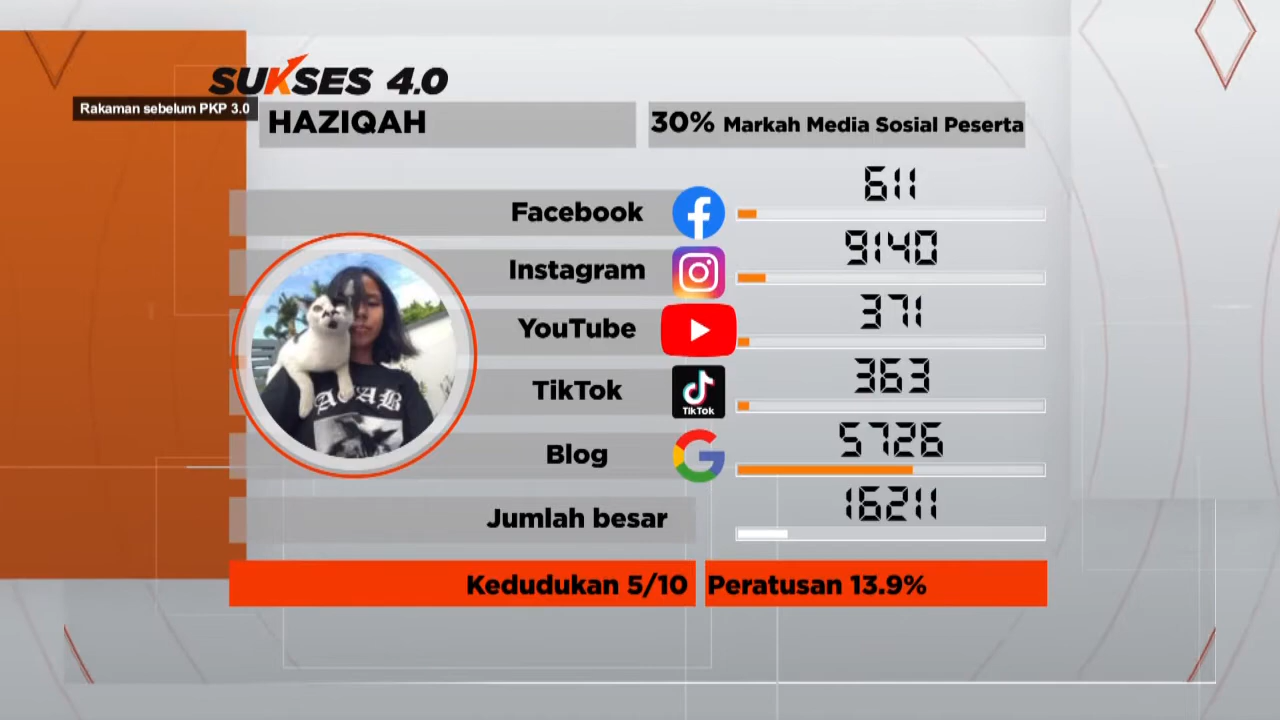 SUKSES 4.0
Rakaman sebelum PKP 3.0
HAZIQAH
30% Markah Media Sosial Peserta
Facebook 611
Instagram 9140
YouTube 371
TikTok 363
TikTok
Blog 5726
Jumlah besar 16211
Kedudukan 5/10 Peratusan 13.9%
ACAB